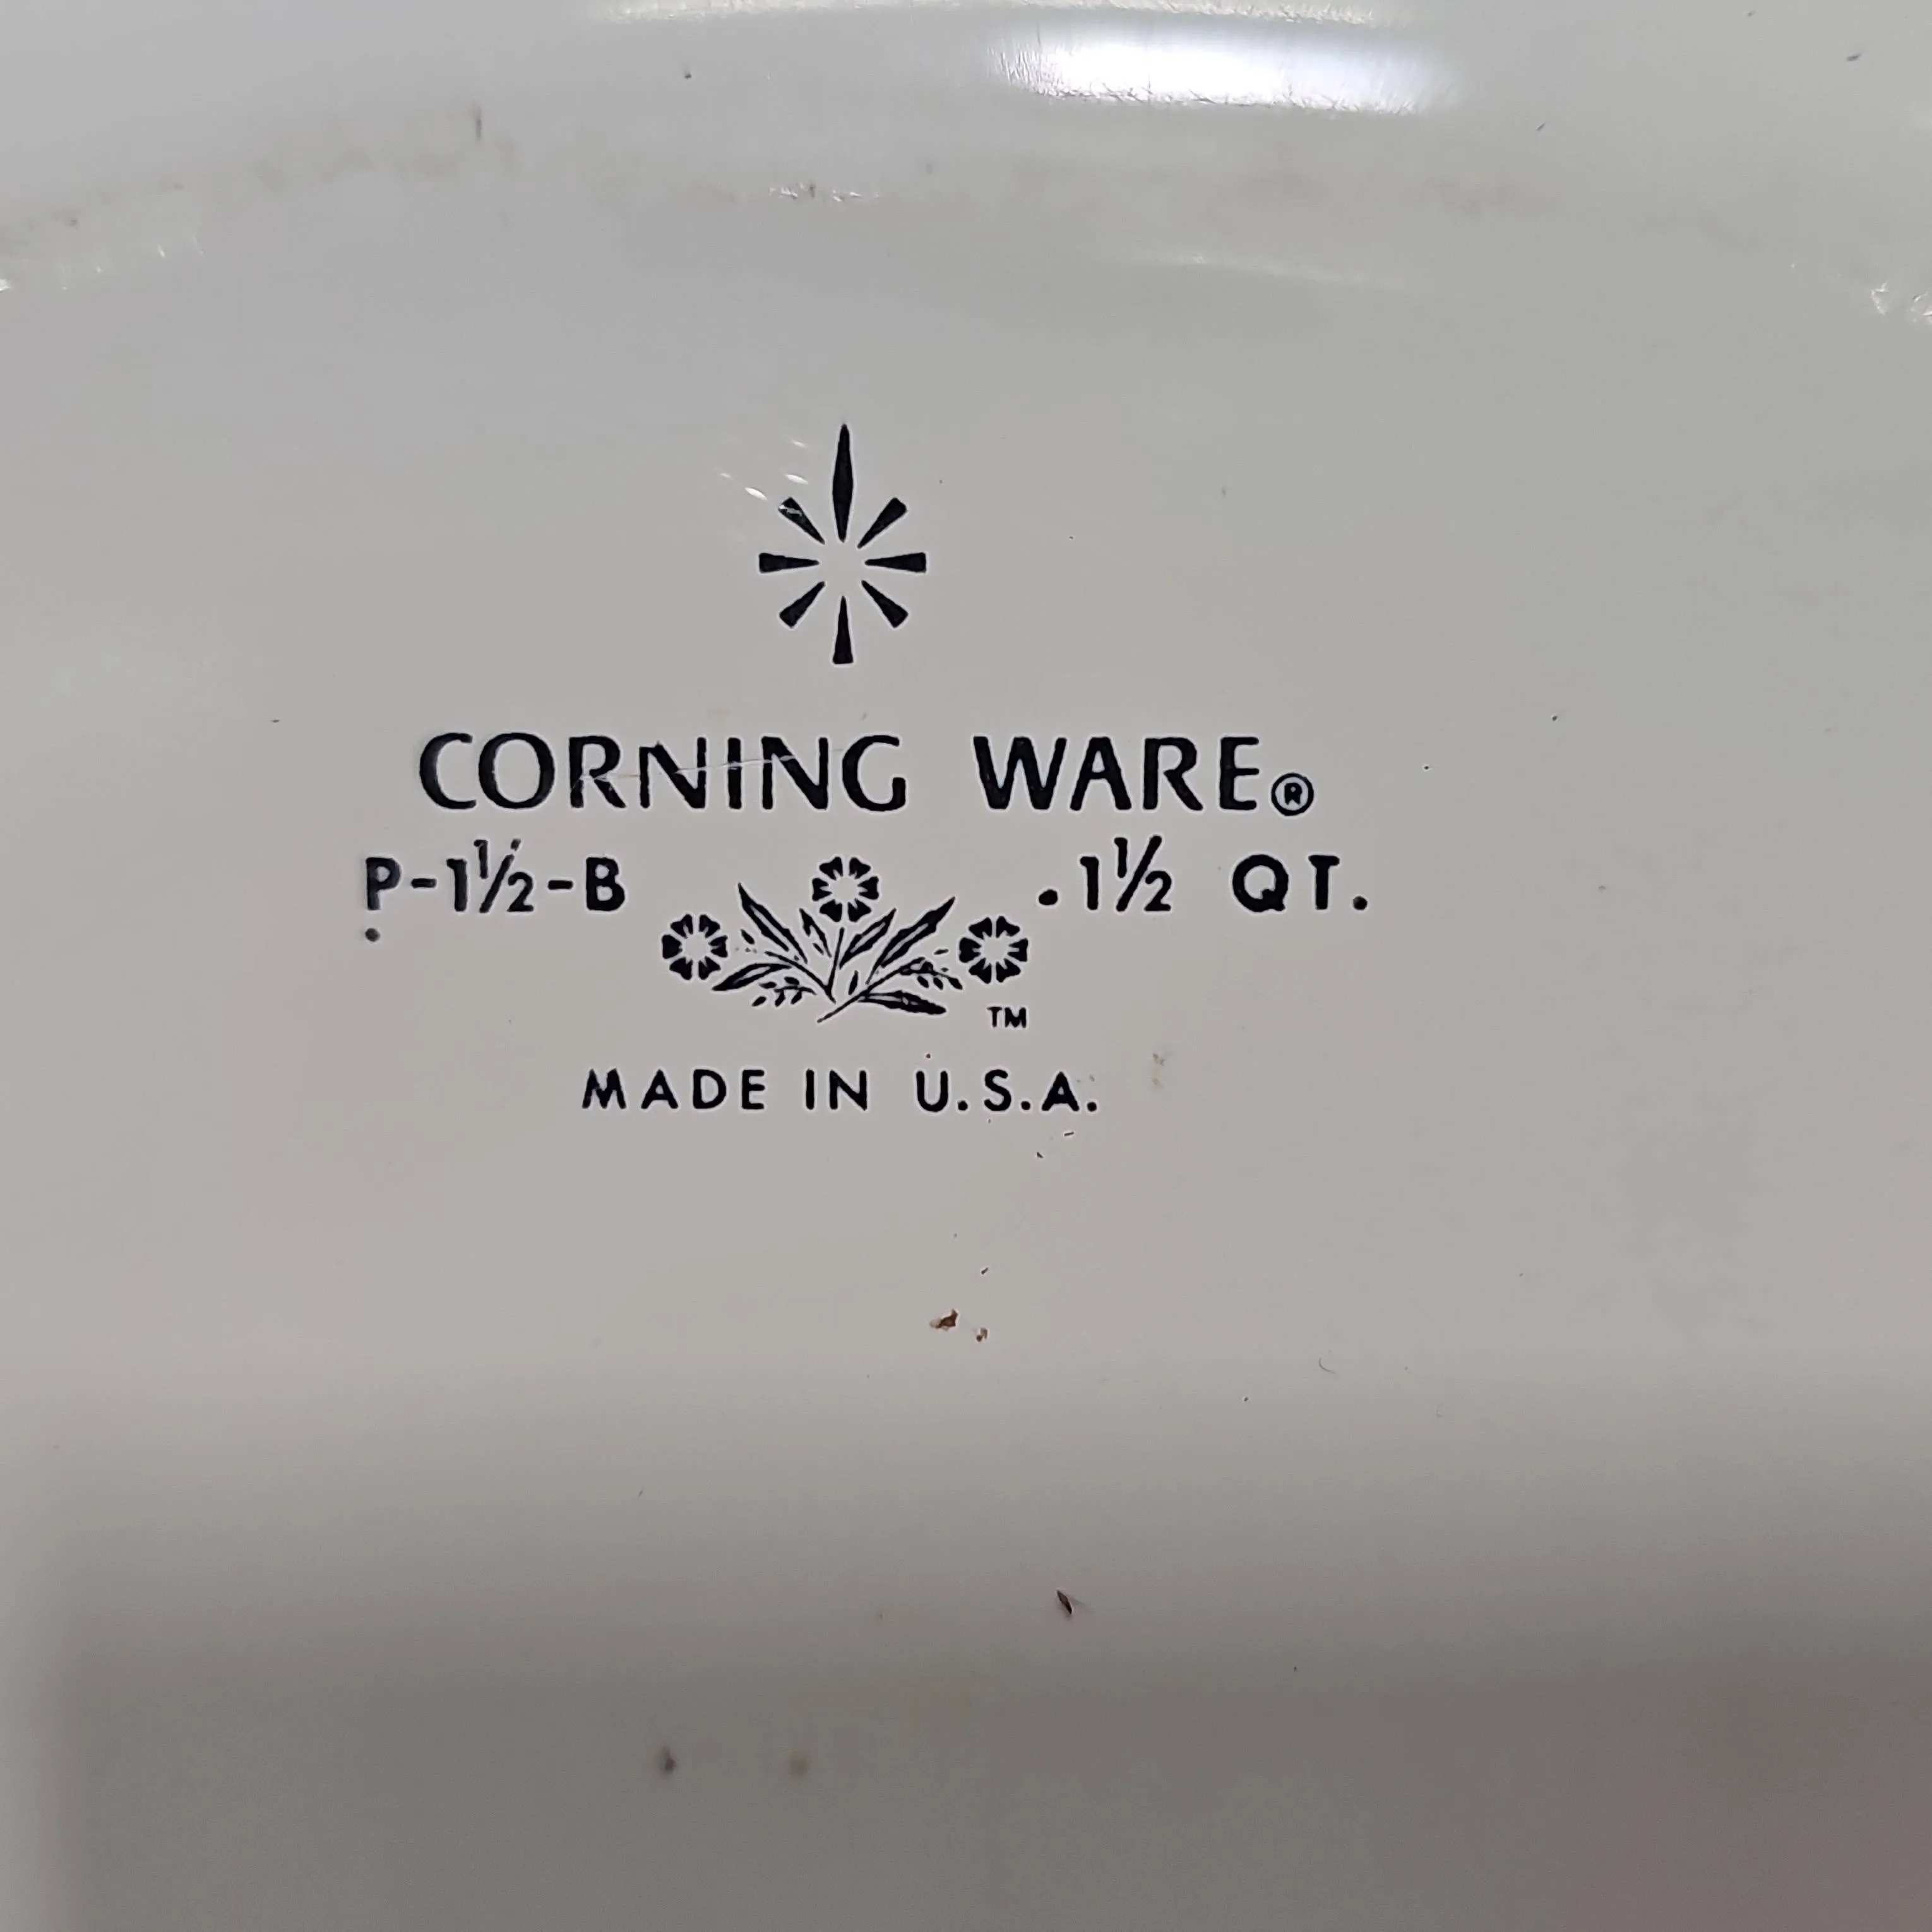 CORNING WARE®
P-1½-B .1½ QT.
TM
MADE IN U.S.A.